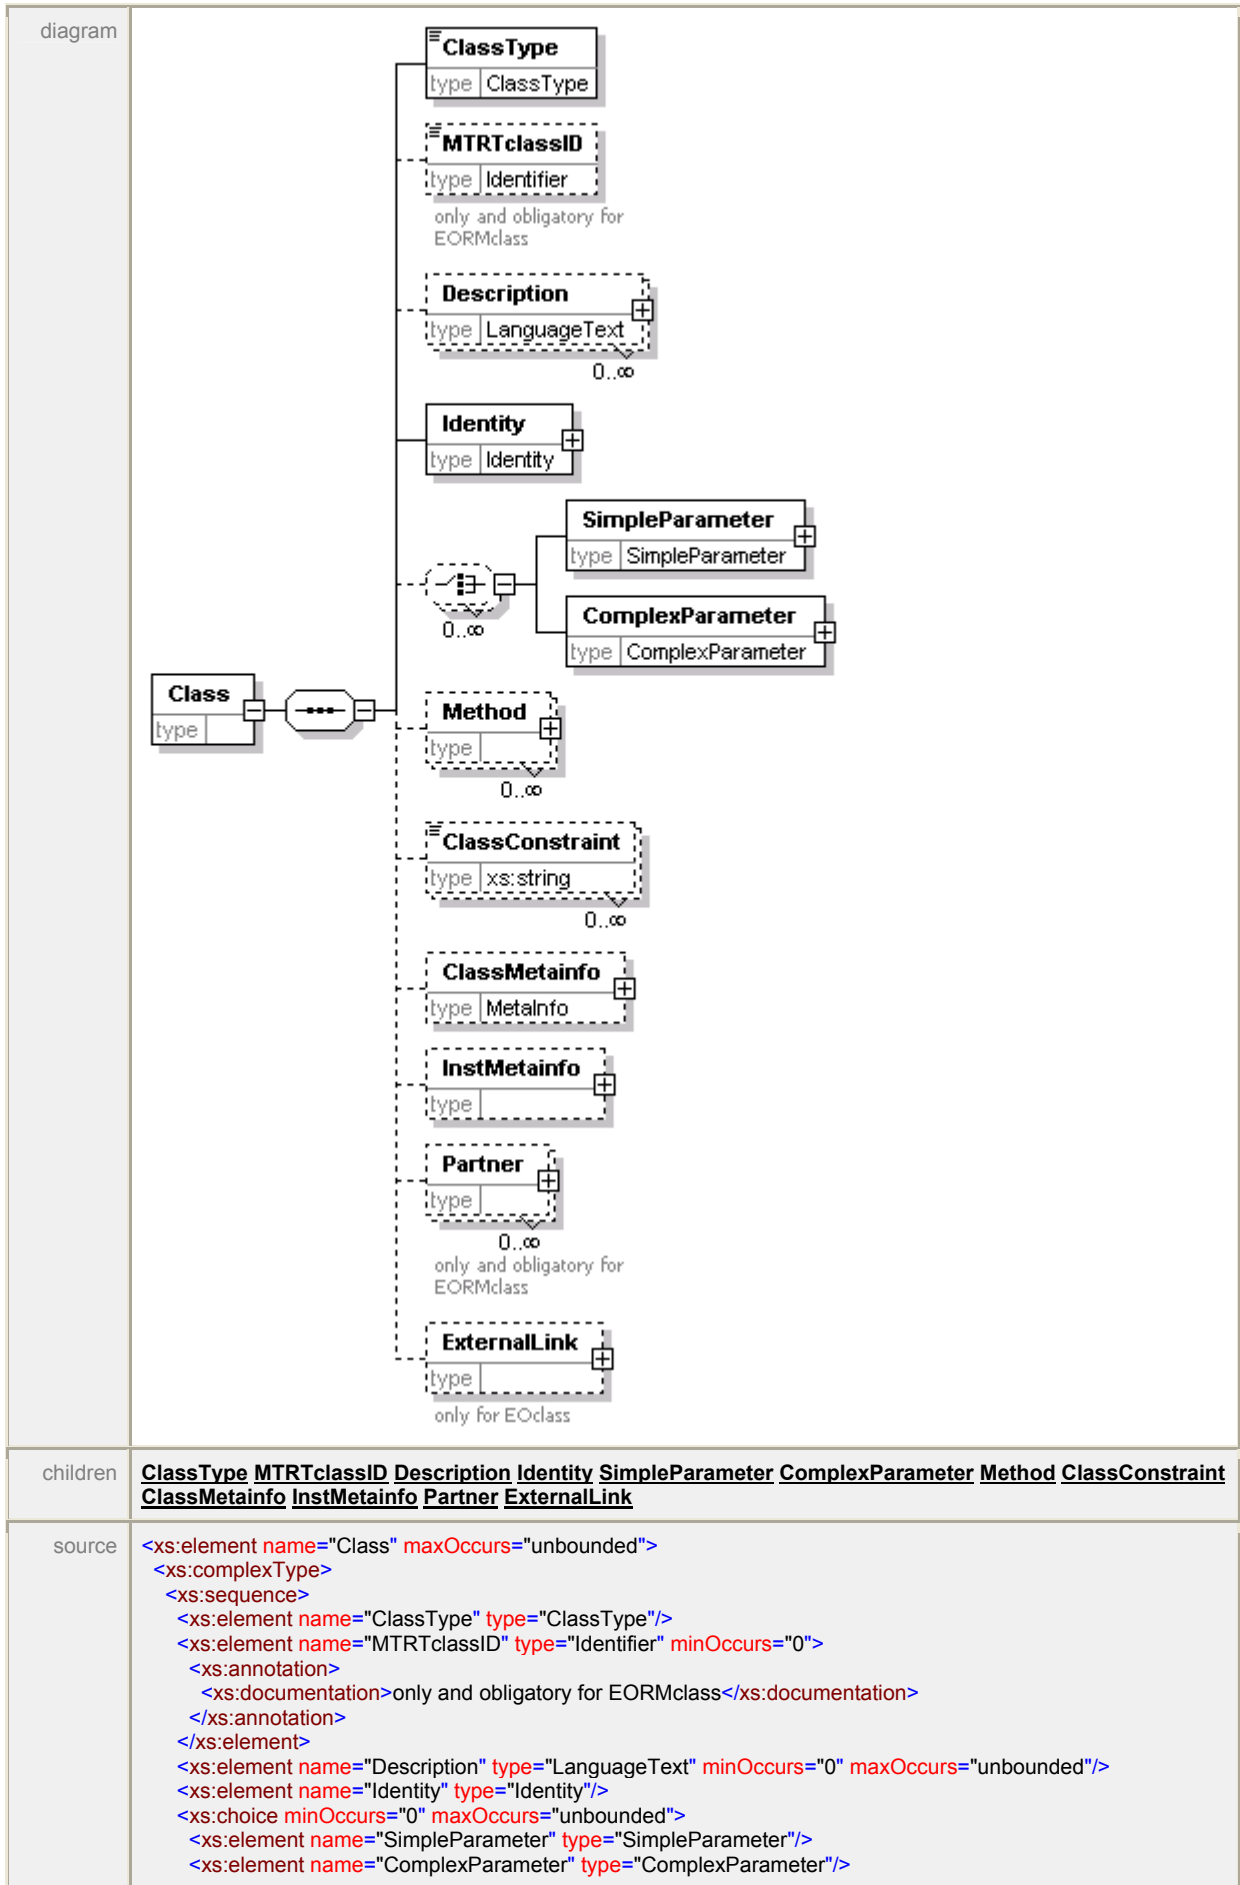 diagram
ClassType
type ClassType
MTRTclassID
type Identifier
only and obligatory for
EORMclass
Description
type LanguageText
0..∞
Identity
type Identity
SimpleParameter
type SimpleParameter
0..∞
ComplexParameter
type ComplexParameter
Class
type
Method
type
0..∞
ClassConstraint
type xs:string
0..∞
ClassMetainfo
type MetaInfo
InstMetainfo
type
Partner
type
0..∞
only and obligatory for
EORMclass
ExternalLink
type
only for EOclass
children ClassType MTRTclassID Description Identity SimpleParameter ComplexParameter Method ClassConstraint
ClassMetainfo InstMetainfo Partner ExternalLink
source <xs:element name="Class" maxOccurs="unbounded">
<xs:complexType>
<xs:sequence>
<xs:element name="ClassType" type="ClassType"/>
<xs:element name="MTRTclassID" type="Identifier" minOccurs="0">
<xs:annotation>
<xs:documentation>only and obligatory for EORMclass</xs:documentation>
</xs:annotation>
</xs:element>
<xs:element name="Description" type="LanguageText" minOccurs="0" maxOccurs="unbounded"/>
<xs:element name="Identity" type="Identity"/>
<xs:choice minOccurs="0" maxOccurs="unbounded">
<xs:element name="SimpleParameter" type="SimpleParameter"/>
<xs:element name="ComplexParameter" type="ComplexParameter"/>